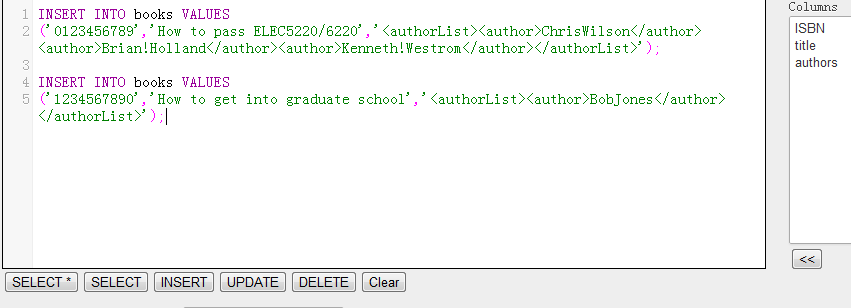 Columns
1 INSERT INTO books VALUES
2 ('0123456789','How to pass ELEC5220/6220','<authorList><author>ChrisWilson</author>
<author>Brian!Holland</author><author>Kenneth!Westrom</author></authorList>');
3
4 INSERT INTO books VALUES
5 ('1234567890','How to get into graduate school','<authorList><author>BobJones</author>
</authorList>');
ISBN
title
authors
<<
SELECT * SELECT INSERT UPDATE DELETE Clear